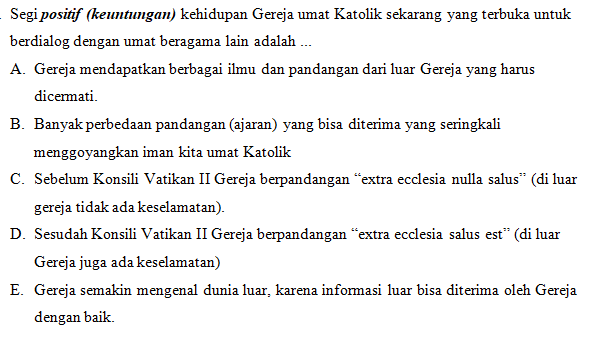 Segi positif (keuntungan) kehidupan Gereja umat Katolik sekarang yang terbuka untuk
berdialog dengan umat beragama lain adalah ...
A. Gereja mendapatkan berbagai ilmu dan pandangan dari luar Gereja yang harus
dicermati.
B. Banyak perbedaan pandangan (ajaran) yang bisa diterima yang seringkali
menggoyangkan iman kita umat Katolik
C. Sebelum Konsili Vatikan II Gereja berpandangan “extra ecclesia nulla salus” (di luar
gereja tidak ada keselamatan).
D. Sesudah Konsili Vatikan II Gereja berpandangan “extra ecclesia salus est” (di luar
Gereja juga ada keselamatan)
E. Gereja semakin mengenal dunia luar, karena informasi luar bisa diterima oleh Gereja
dengan baik.